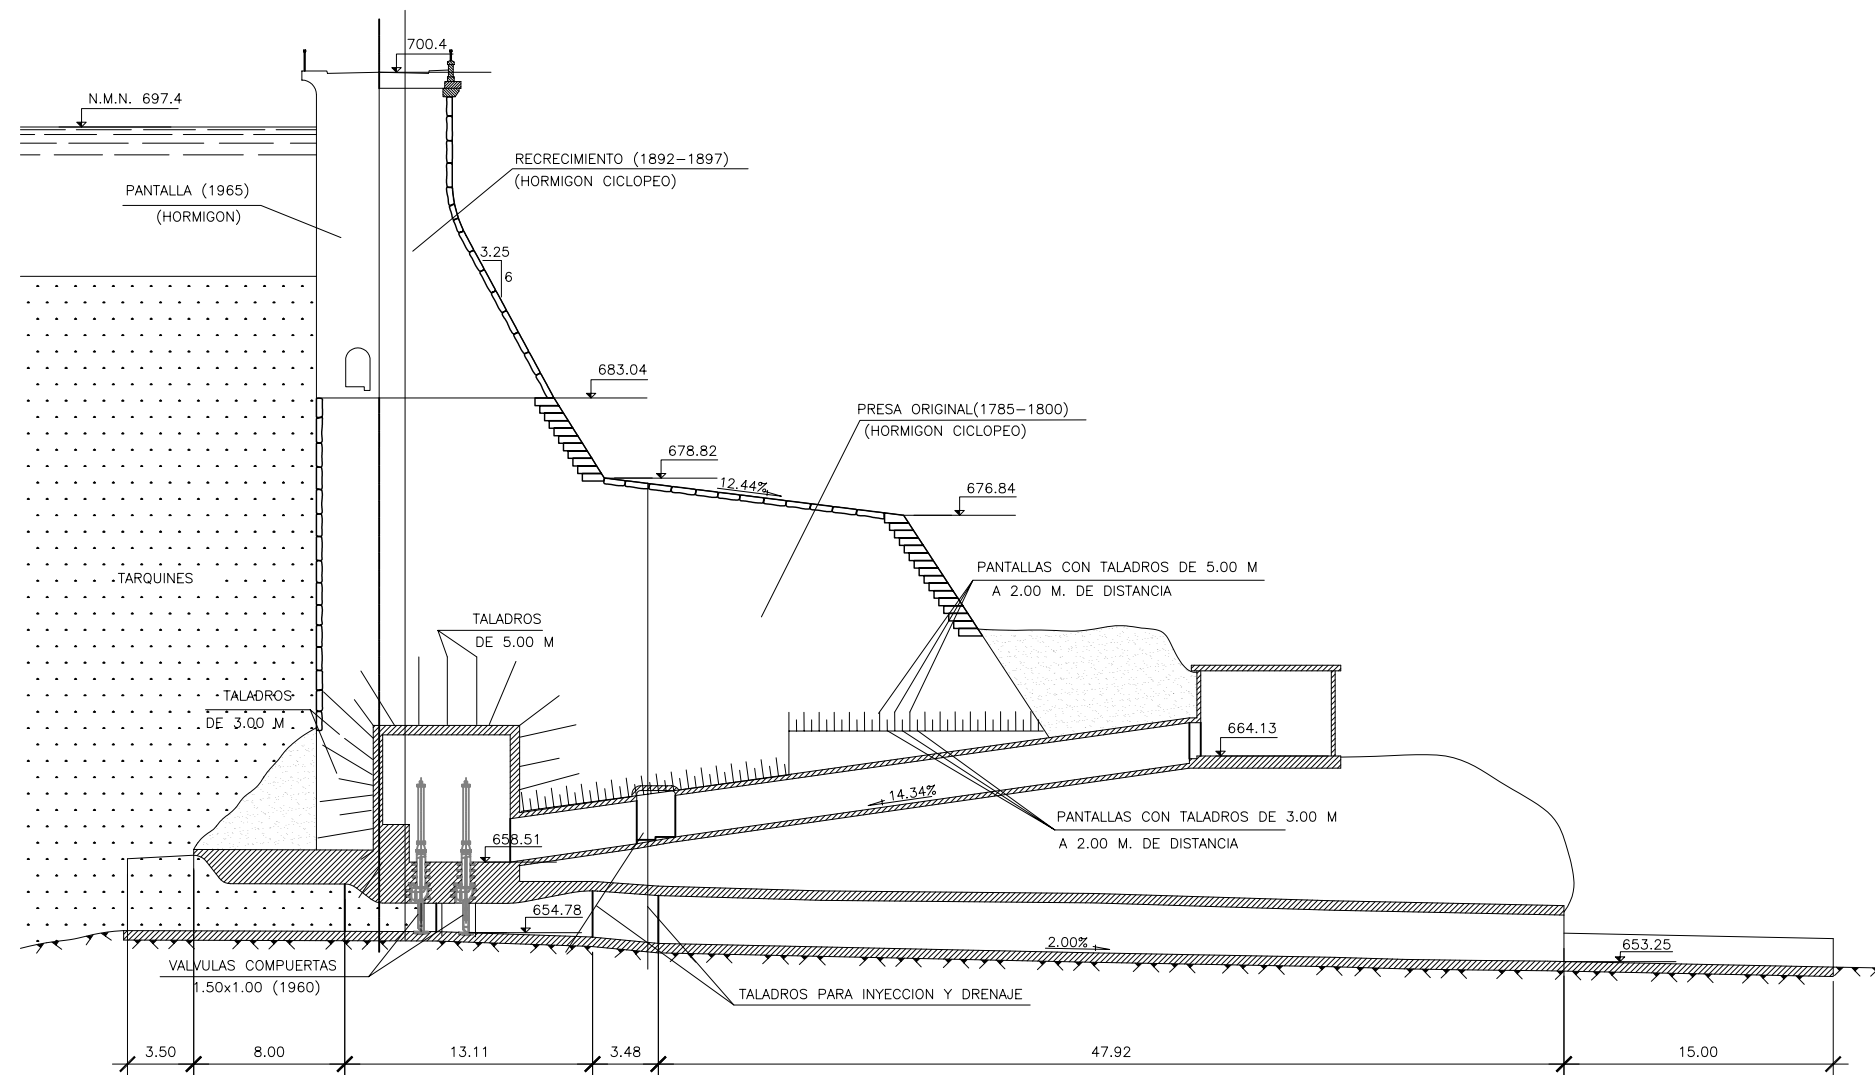 700.4
N.M.N. 697.4
RECRECIMIENTO (1892-1897)
(HORMIGON CICLOPEO)
PANTALLA (1965)
(HORMIGON)
3.25
6
683.04
PRESA ORIGINAL(1785-1800)
(HORMIGON CICLOPEO)
678.82
12.44%
676.84
PANTALLAS CON TALADROS DE 5.00 M
A 2.00 M. DE DISTANCIA
TARQUINES
TALADROS
DE 5.00 M
TALADROS
DE 3.00 M
664.13
14.34%
PANTALLAS CON TALADROS DE 3.00 M
A 2.00 M. DE DISTANCIA
658.51
654.78
2.00%
653.25
VALVULAS COMPUERTAS
1.50x1.00 (1960)
TALADROS PARA INYECCION Y DRENAJE
3.50
8.00
13.11
3.48
47.92
15.00